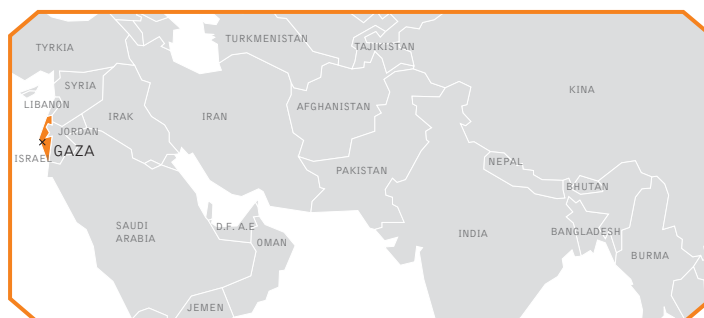 TURKMENISTAN
TYRKIA
TAJIKISTAN
SYRIA
KINA
LIBANON
AFGHANISTAN
IRAK
IRAN
JORDAN
GAZA
ISRAEL
NEPAL
PAKISTAN
BHUTAN
SAUDI
ARABIA
D.F. A.E
INDIA
BANGLADESH
OMAN
BURMA
JEMEN